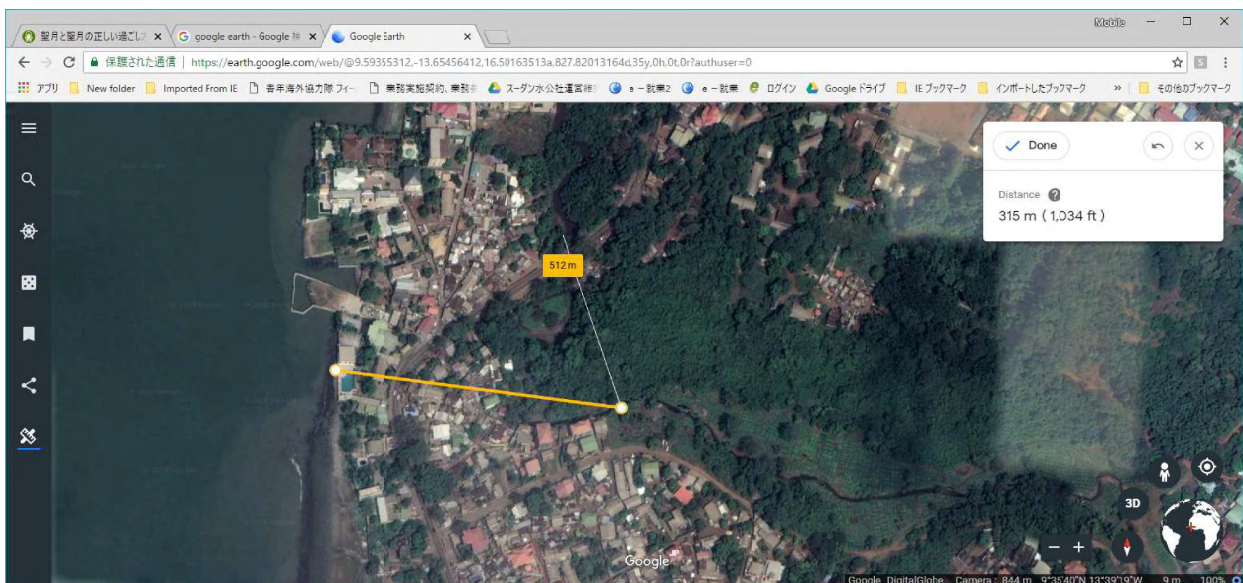 Mobile
聖月と聖月の正しい過ごし方
google earth - Google 検
Google Earth
保護された通信 | https://earth.google.com/web/@9.59355312,-13.65456412,16.50163513a,827.82013164d,35y,0h,0t,0r?authuser=0
アプリ New folder Imported From IE 青年海外協力隊 フィー 業務実施契約、業務 スーダン水公社運営維 e－就業2 e－就業 ログイン Google ドライブ IE ブックマーク インポートしたブックマーク » その他のブックマーク
Done
Distance
315 m ( 1,034 ft )
512 m
3D
Google JP
Google DigitalGlobe Camera : 844 m 9°35'40"N 13°39'19"W 9 m 100%